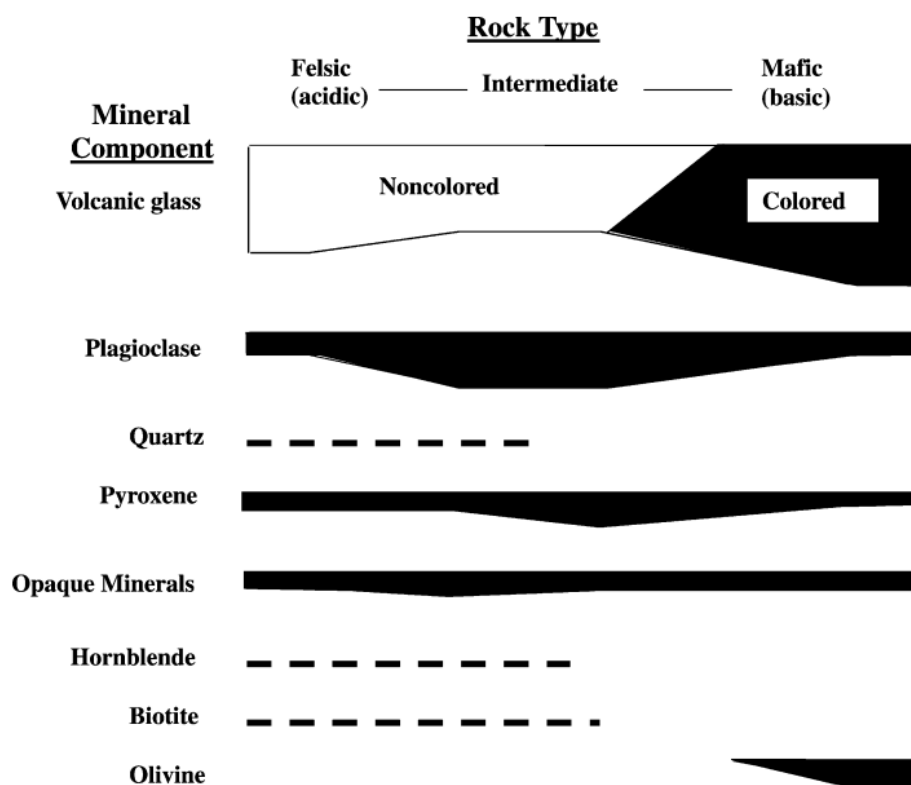 Rock Type
Felsic
(acidic)
Intermediate
Mafic
(basic)
Mineral
Component
Volcanic glass
Noncolored
Colored
Plagioclase
Quartz
Pyroxene
Opaque Minerals
Hornblende
Biotite
Olivine